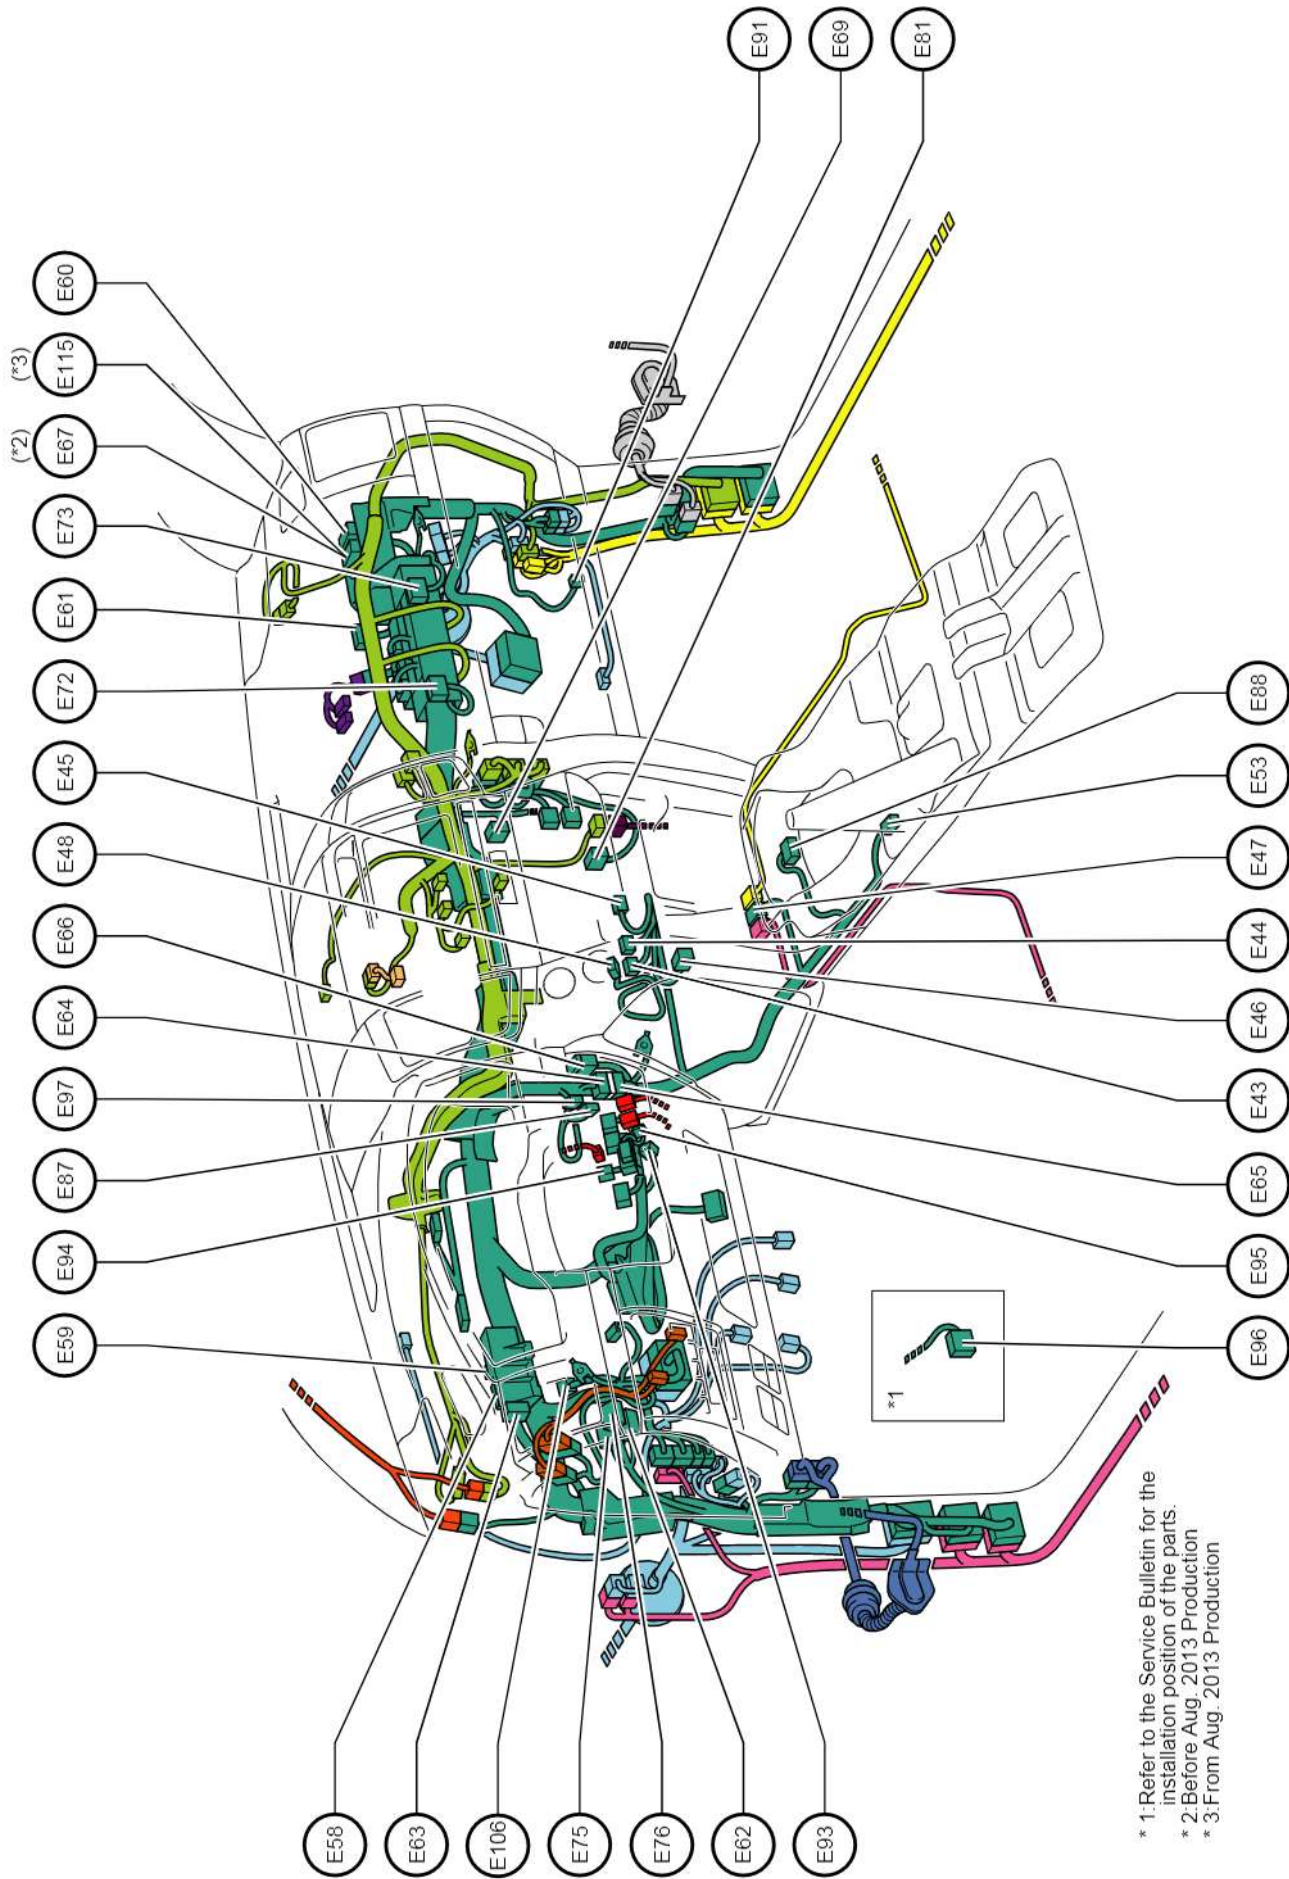 E58
E63
E106
E75
E76
E62
E93
E59
E94
E87
E97
E64
E66
E48
E45
E72
E61
E73
(*2)
E67
(*3)
E115
E60
E91
E69
E81
E88
E53
E47
E44
E46
E43
E65
E95
E96
*1
* 1:Refer to the Service Bulletin for the
installation position of the parts.
* 2:Before Aug. 2013 Production
* 3:From Aug. 2013 Production